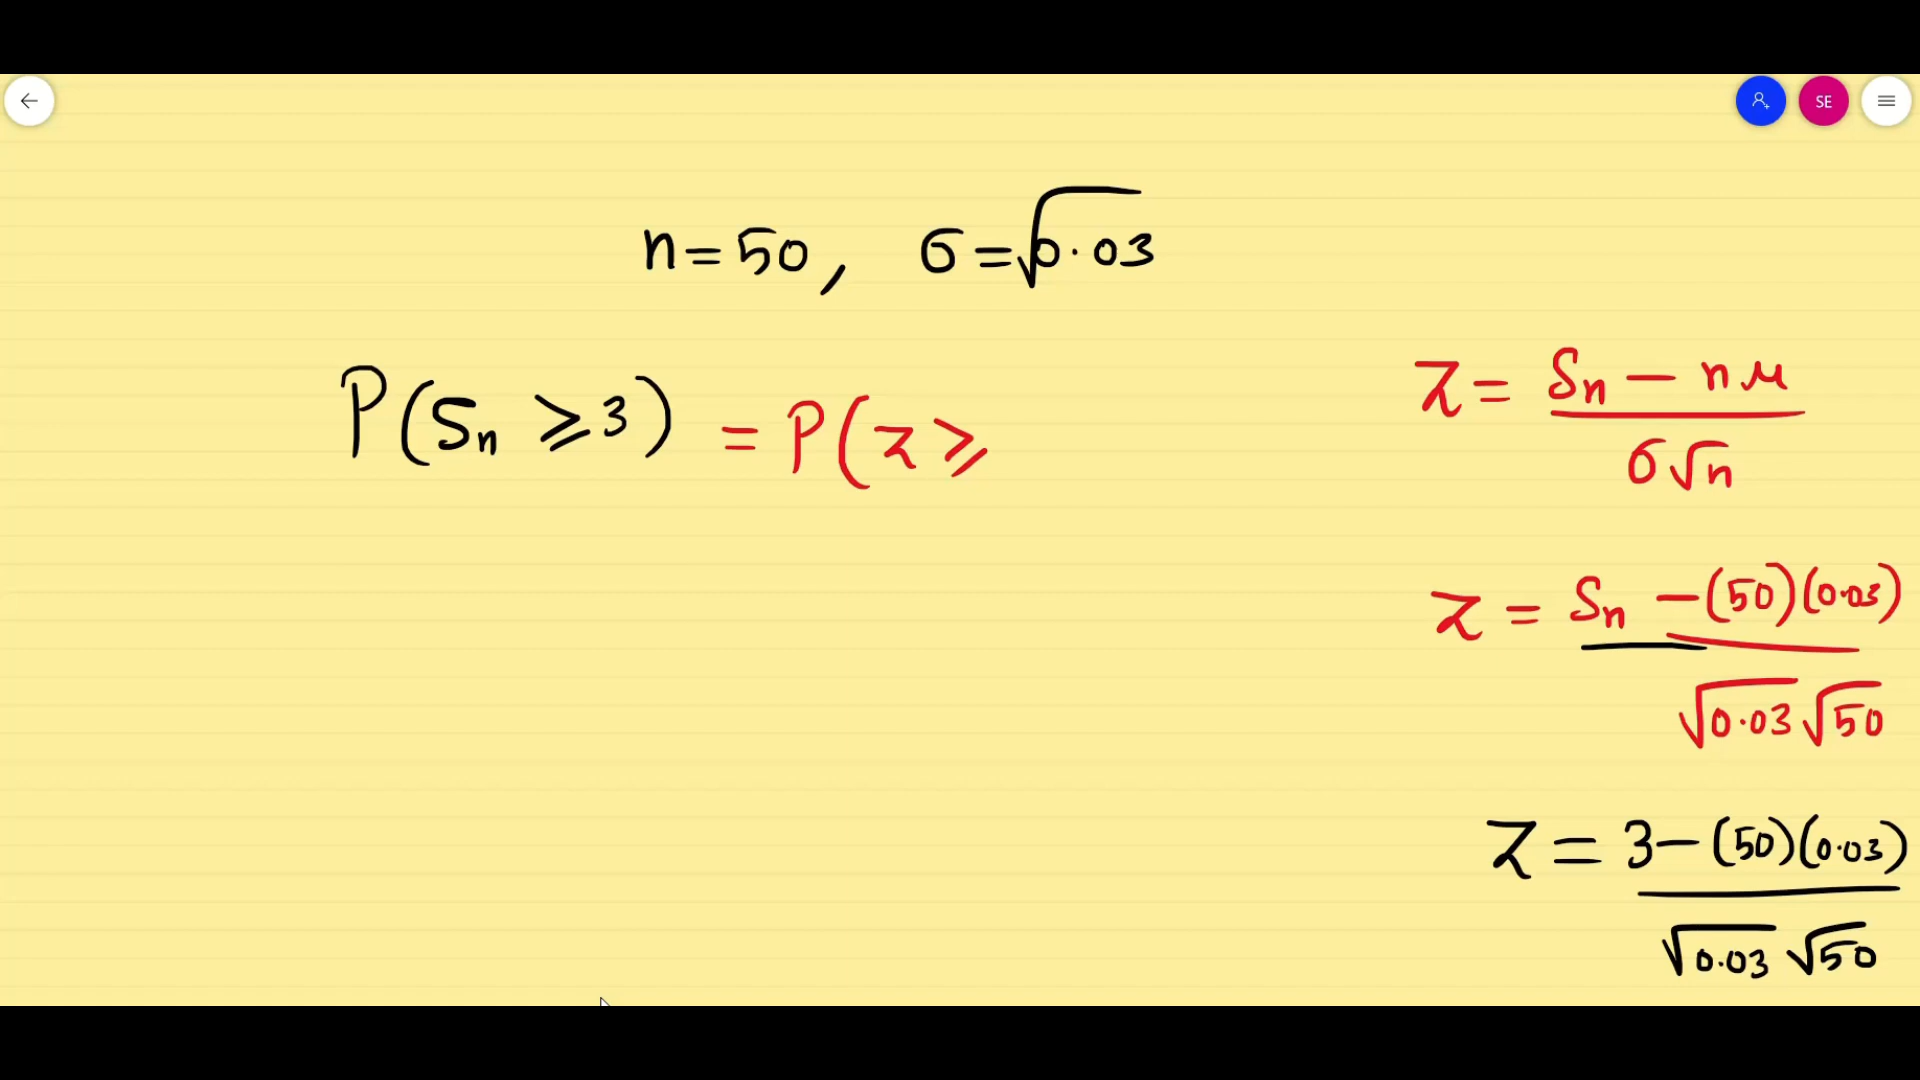 SE
n = 50, σ = √0.03
P(Sn ≥ 3) = P(Z ≥
Z = Sn − nμ
σ√n
Z = Sn − (50)(0.03)
√0.03 √50
Z = 3 − (50)(0.03)
√0.03 √50